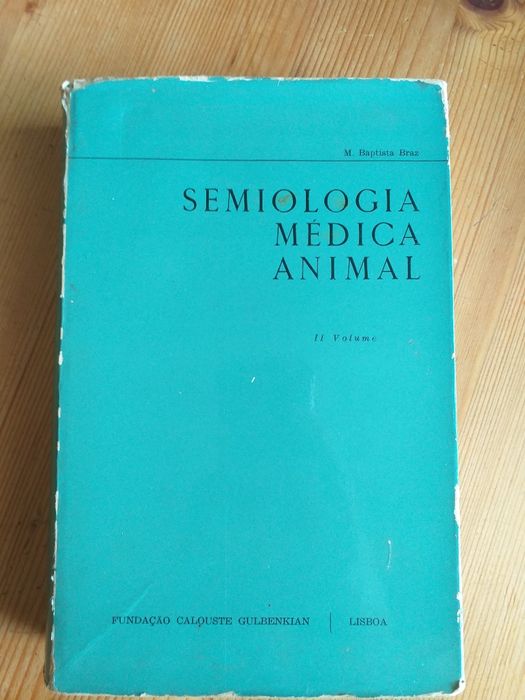 M. Baptista Braz
SEMIOLOGIA
MÉDICA
ANIMAL
II Volume
FUNDAÇÃO CALOUSTE GULBENKIAN | LISBOA